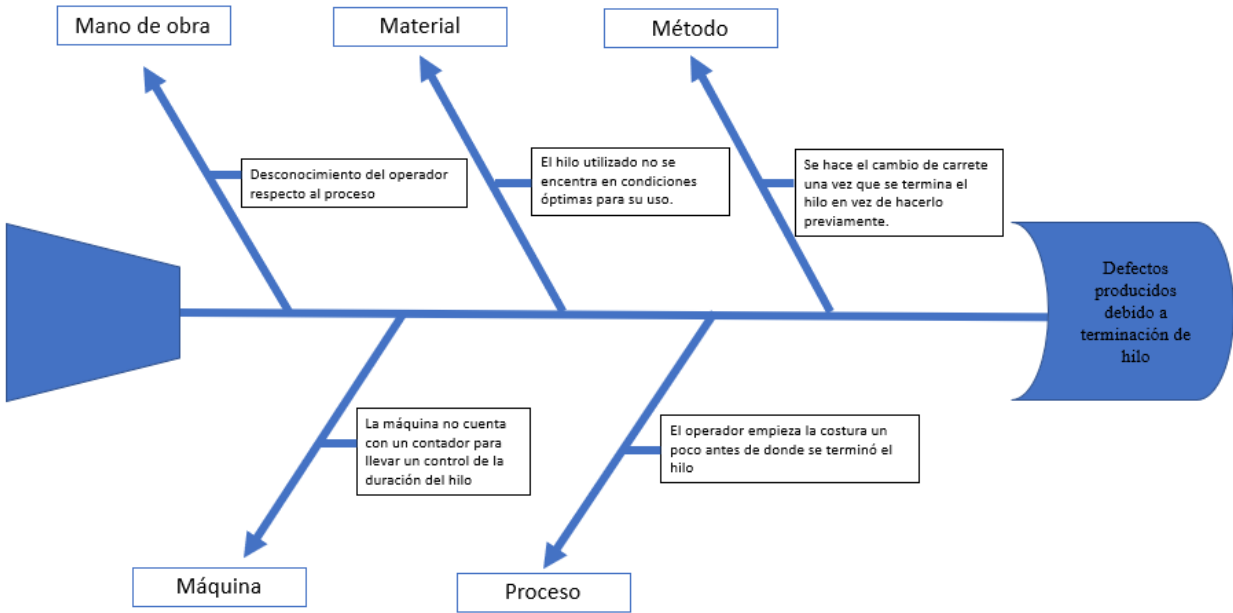 Mano de obra
Material
Método
Desconocimiento del operador
respecto al proceso
El hilo utilizado no se
encentra en condiciones
óptimas para su uso.
Se hace el cambio de carrete
una vez que se termina el
hilo en vez de hacerlo
previamente.
Defectos
producidos
debido a
terminación de
hilo
La máquina no cuenta
con un contador para
llevar un control de la
duración del hilo
El operador empieza la costura un
poco antes de donde se terminó el
hilo
Máquina
Proceso